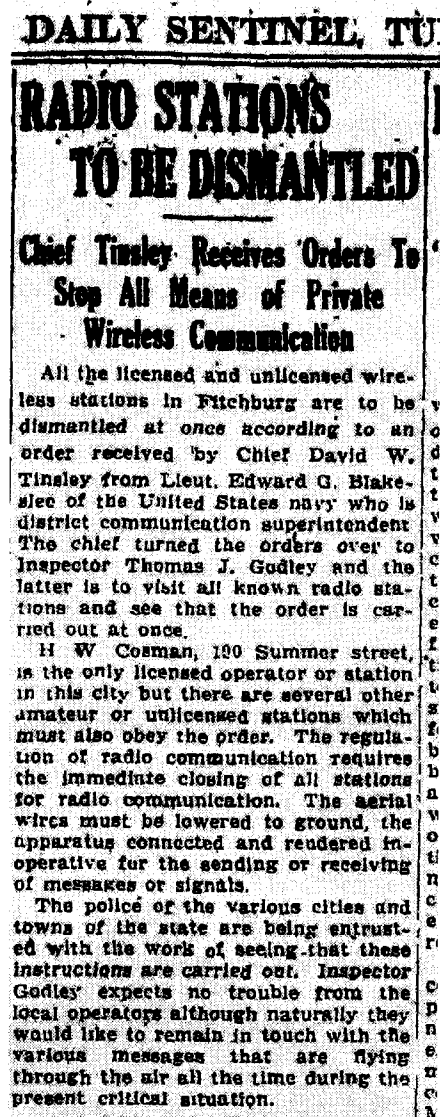 DAILY SENTINEL, TU
RADIO STATIONS
TO BE DISMANTLED
Chief Tinsley Receives Orders To
Stop All Means of Private
Wireless Communication
All the licensed and unlicensed wire-
less stations in Fitchburg are to be
dismantled at once according to an
order received by Chief David W.
Tinsley from Lieut. Edward G. Blake-
slee of the United States navy who is
district communication superintendent
The chief turned the orders over to
Inspector Thomas J. Godley and the
latter is to visit all known radio sta-
tions and see that the order is car-
ried out at once.
H W Cosman, 190 Summer street,
is the only licensed operator or station
in this city but there are several other
amateur or unlicensed stations which
must also obey the order. The regula-
tion of radio communication requires
the immediate closing of all stations
for radio communication. The aerial
wires must be lowered to ground, the
apparatus connected and rendered in-
operative for the sending or receiving
of messages or signals.
The police of the various cities and
towns of the state are being entrust-
ed with the work of seeing that these
instructions are carried out. Inspector
Godley expects no trouble from the
local operators although naturally they
would like to remain in touch with the
various messages that are flying
through the air all the time during the
present critical situation.